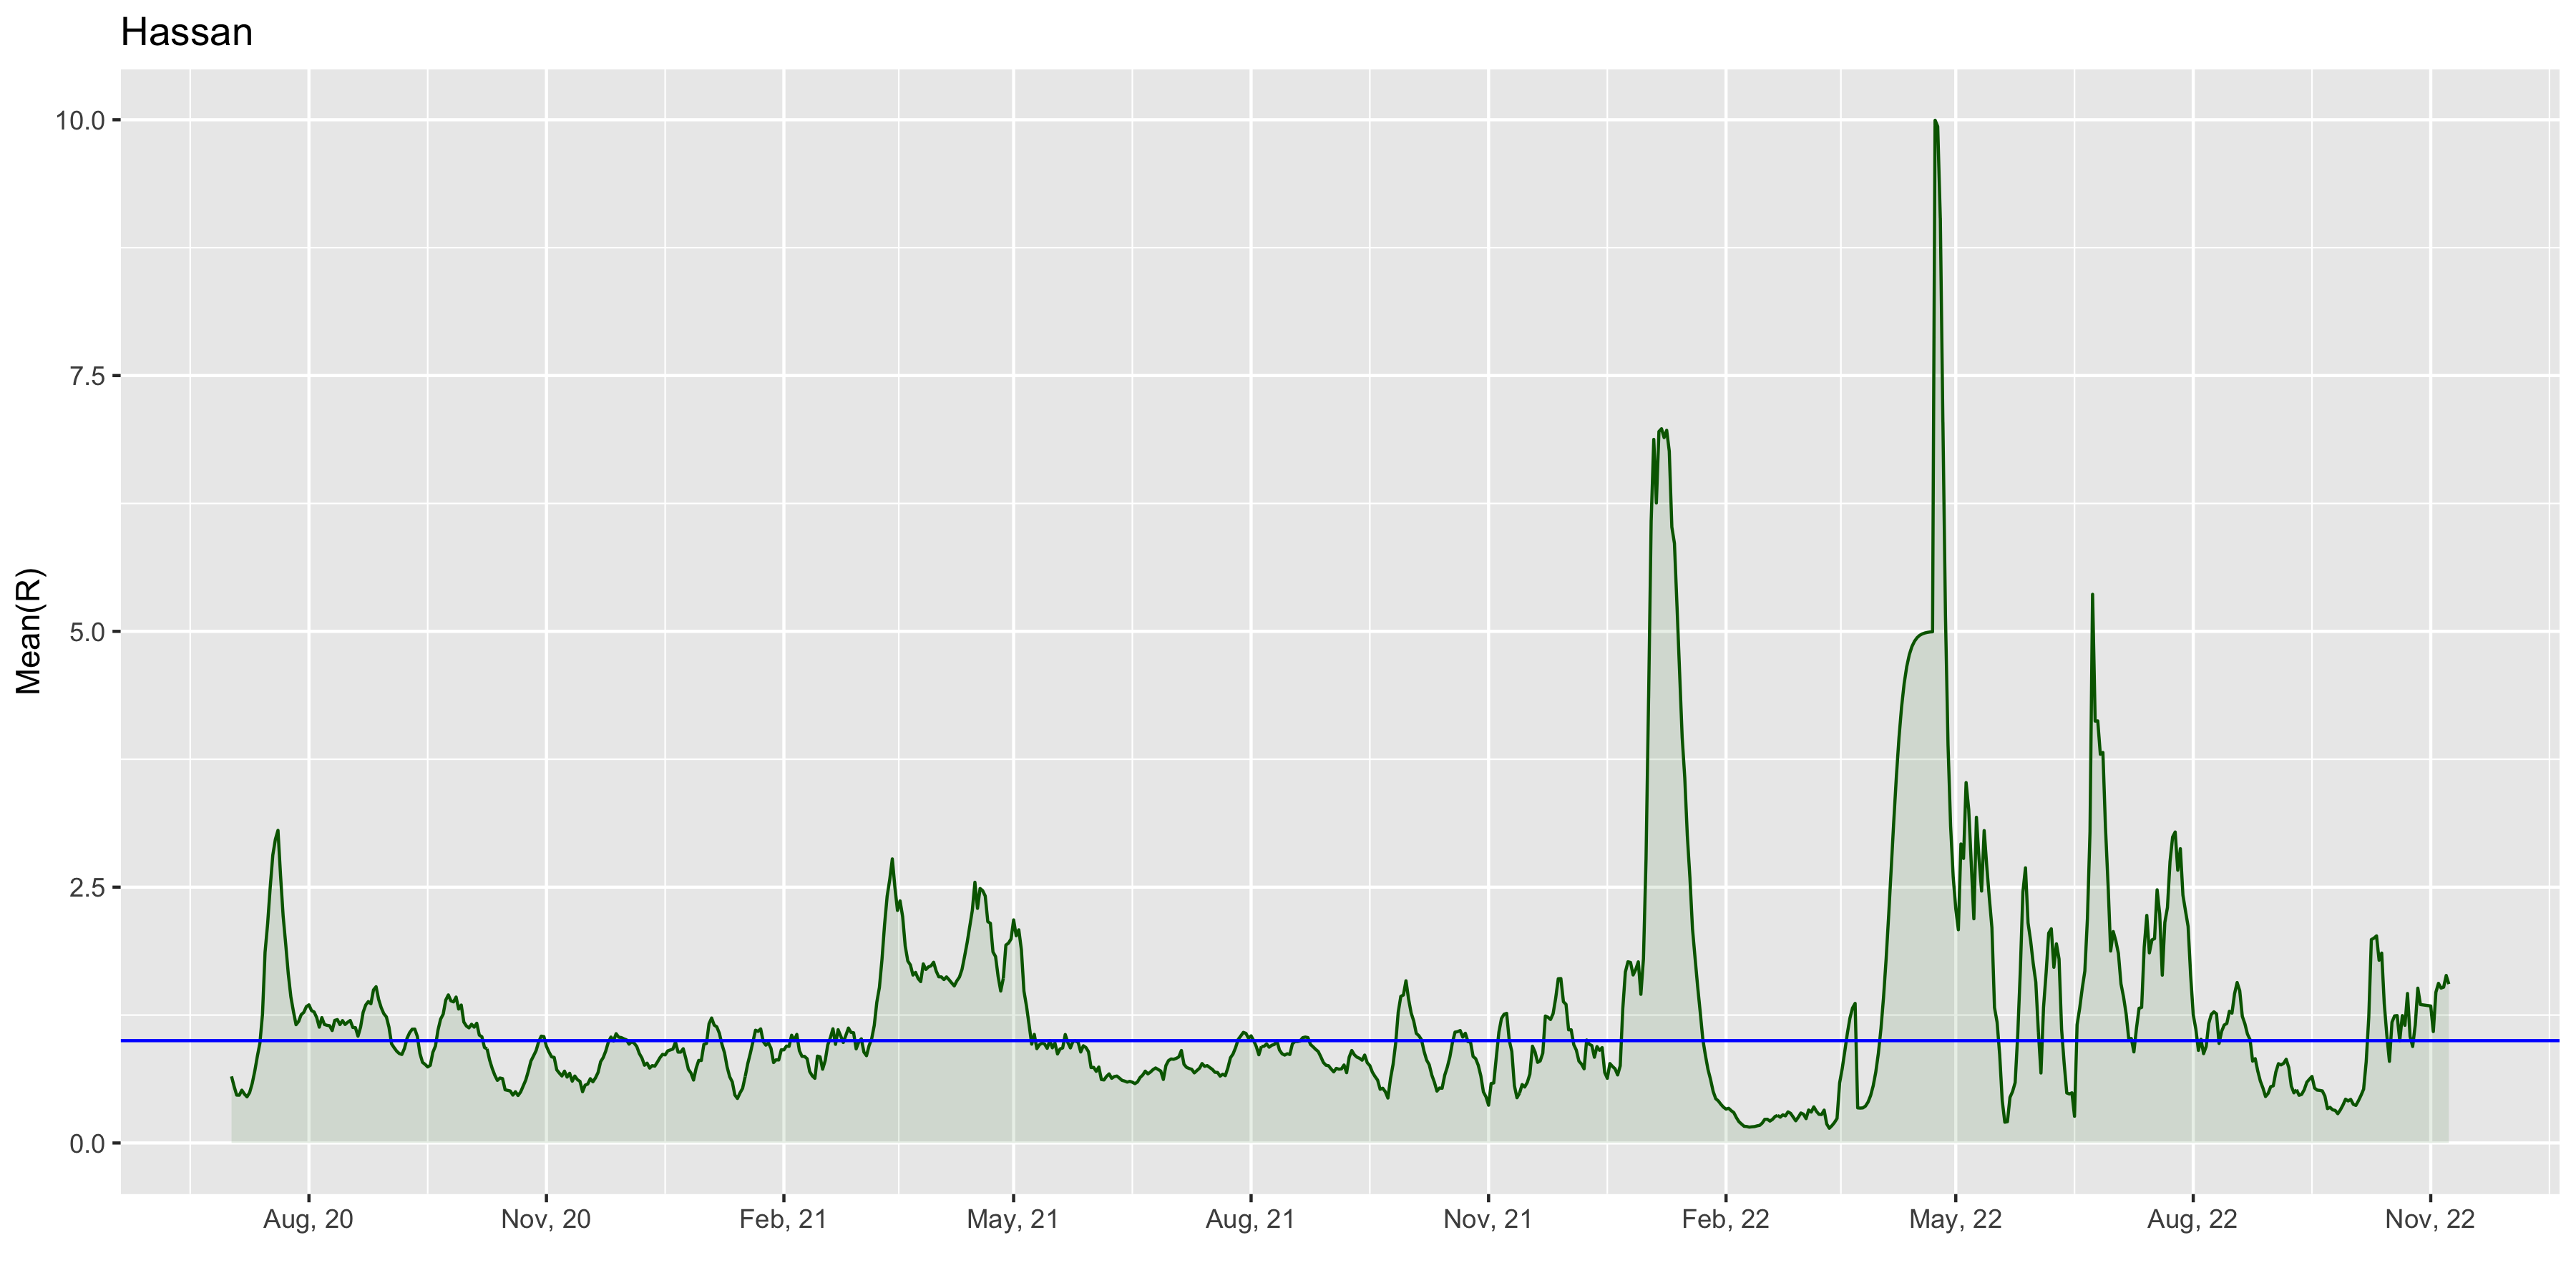 Hassan
Mean(R)
10.0
7.5
5.0
2.5
0.0
Aug, 20
Nov, 20
Feb, 21
May, 21
Aug, 21
Nov, 21
Feb, 22
May, 22
Aug, 22
Nov, 22